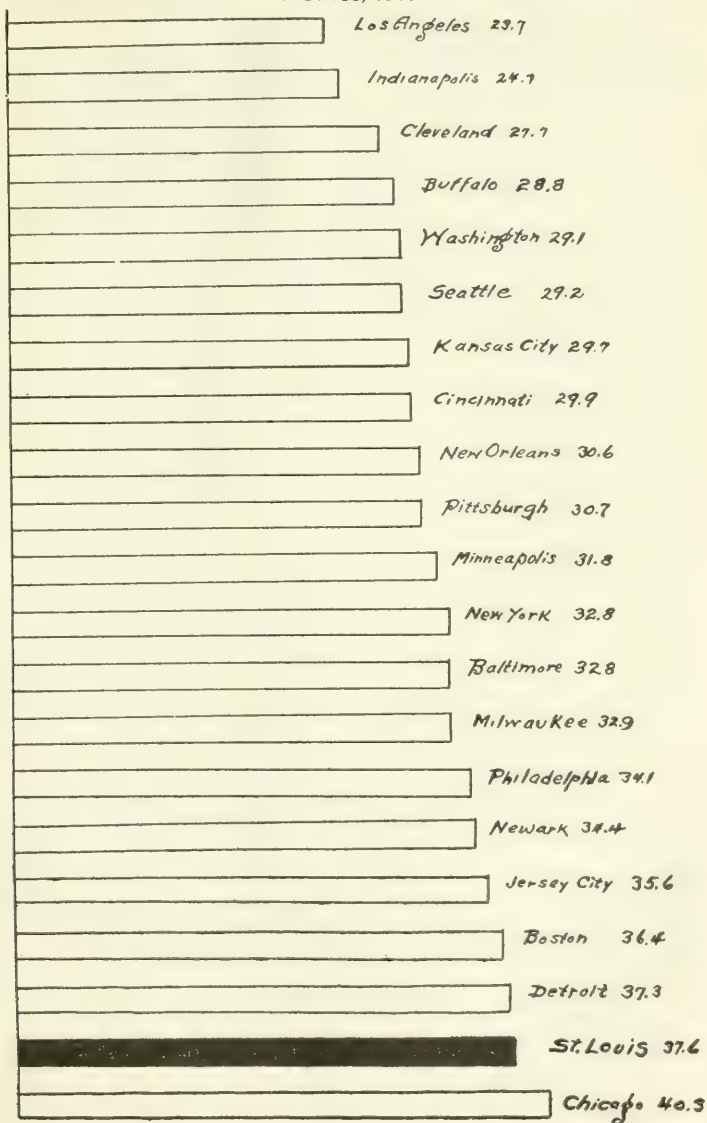 Los Angeles 23.7
Indianapolis 24.7
Cleveland 27.7
Buffalo 28.8
Washington 29.1
Seattle 29.2
Kansas City 29.7
Cincinnati 29.9
New Orleans 30.6
Pittsburgh 30.7
Minneapolis 31.8
New York 32.8
Baltimore 32.8
Milwaukee 32.9
Philadelphia 34.1
Newark 34.4
Jersey City 35.6
Boston 36.4
Detroit 37.3
St. Louis 37.6
Chicago 40.3